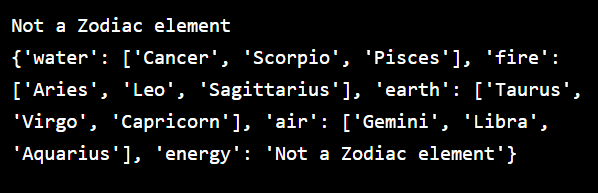 Not a Zodiac element
{'water': ['Cancer', 'Scorpio', 'Pisces'], 'fire':
['Aries', 'Leo', 'Sagittarius'], 'earth': ['Taurus',
'Virgo', 'Capricorn'], 'air': ['Gemini', 'Libra',
'Aquarius'], 'energy': 'Not a Zodiac element'}